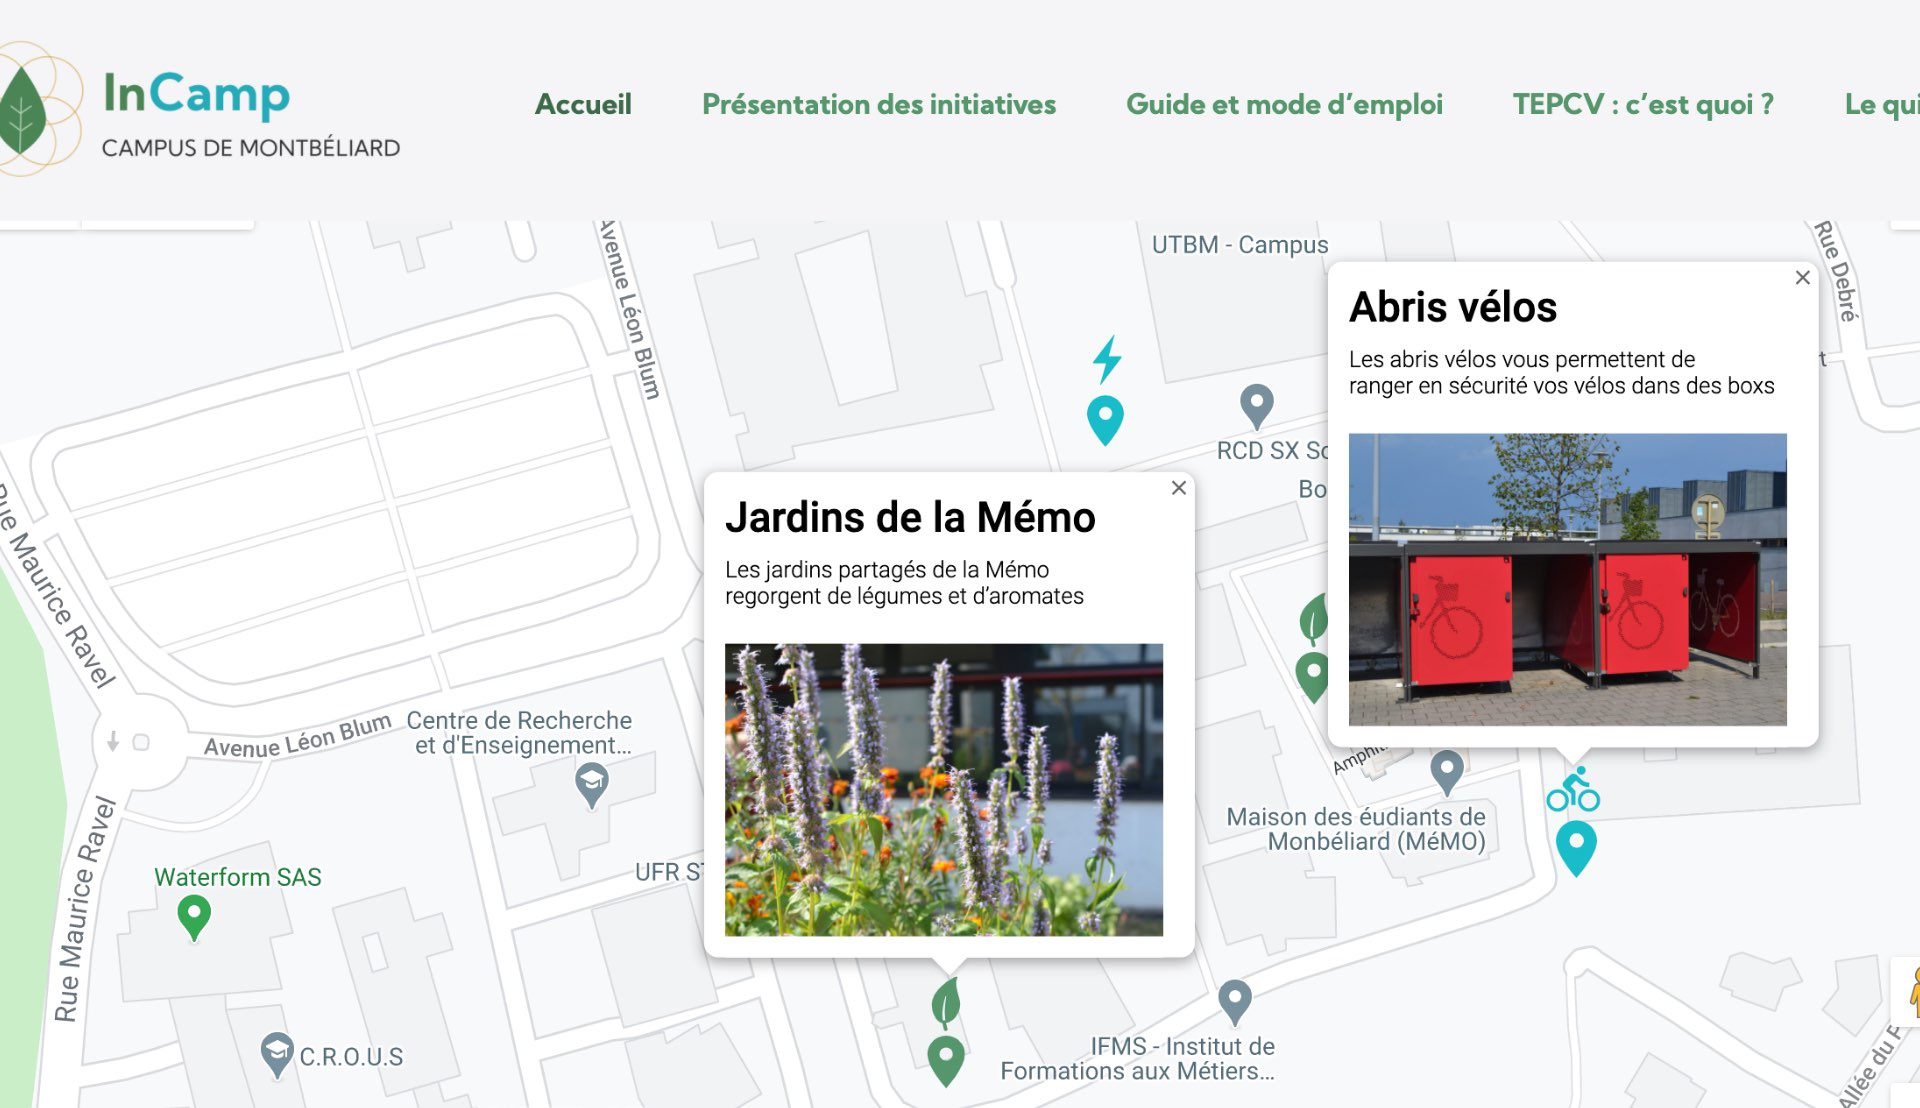 InCamp
CAMPUS DE MONTBÉLIARD
Accueil
Présentation des initiatives
Guide et mode d'emploi
TEPCV : c'est quoi ?
Le qui
Avenue Léon Blum
UTBM - Campus
Rue Debré
Abris vélos
Les abris vélos vous permettent de
ranger en sécurité vos vélos dans des boxs
RCD SX
Jardins de la Mémo
Les jardins partagés de la Mémo
regorgent de légumes et d'aromates
Rue Maurice Ravel
Avenue Léon Blum
Centre de Recherche
et d'Enseignement...
Maison des éudiants de
Monbéliard (MéMO)
UFR
Waterform SAS
Rue Maurice Ravel
C.R.O.U.S
IFMS - Institut de
Formations aux Métiers...
Allée du